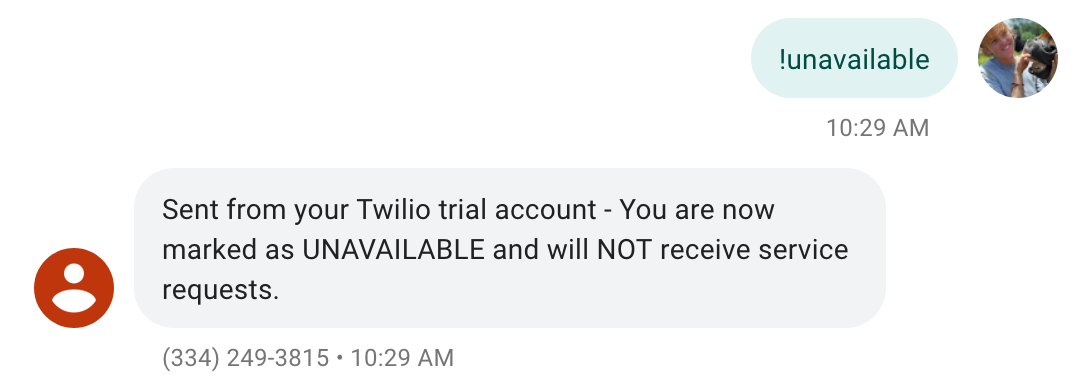 !unavailable
10:29 AM
Sent from your Twilio trial account - You are now
marked as UNAVAILABLE and will NOT receive service
requests.
(334) 249-3815 • 10:29 AM